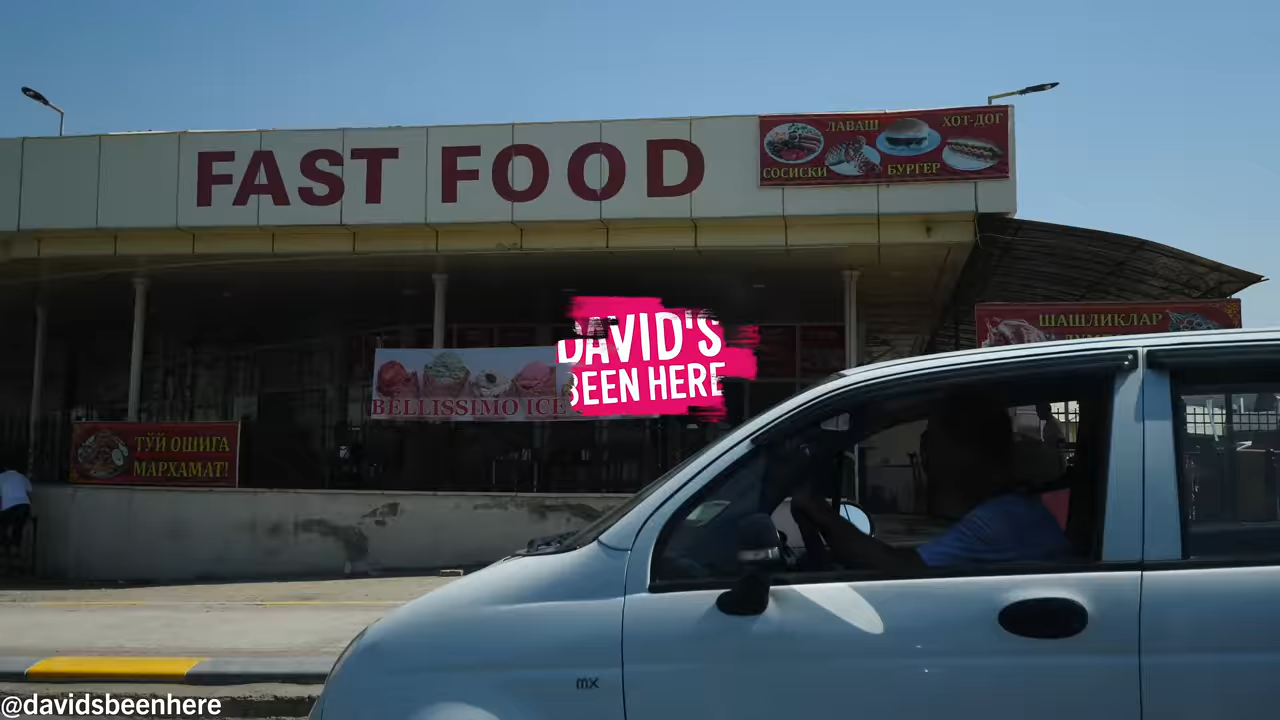 FAST FOOD
ЛАВАШ
ХОТ-ДОГ
СОСИСКИ
БУРГЕР
ШАШЛИКЛАР
DAVID'S
BEEN HERE
BELLISSIMO ICE
ТЎЙ ОШИГА
МАРХАМАТ!
MX
@davidsbeenhere